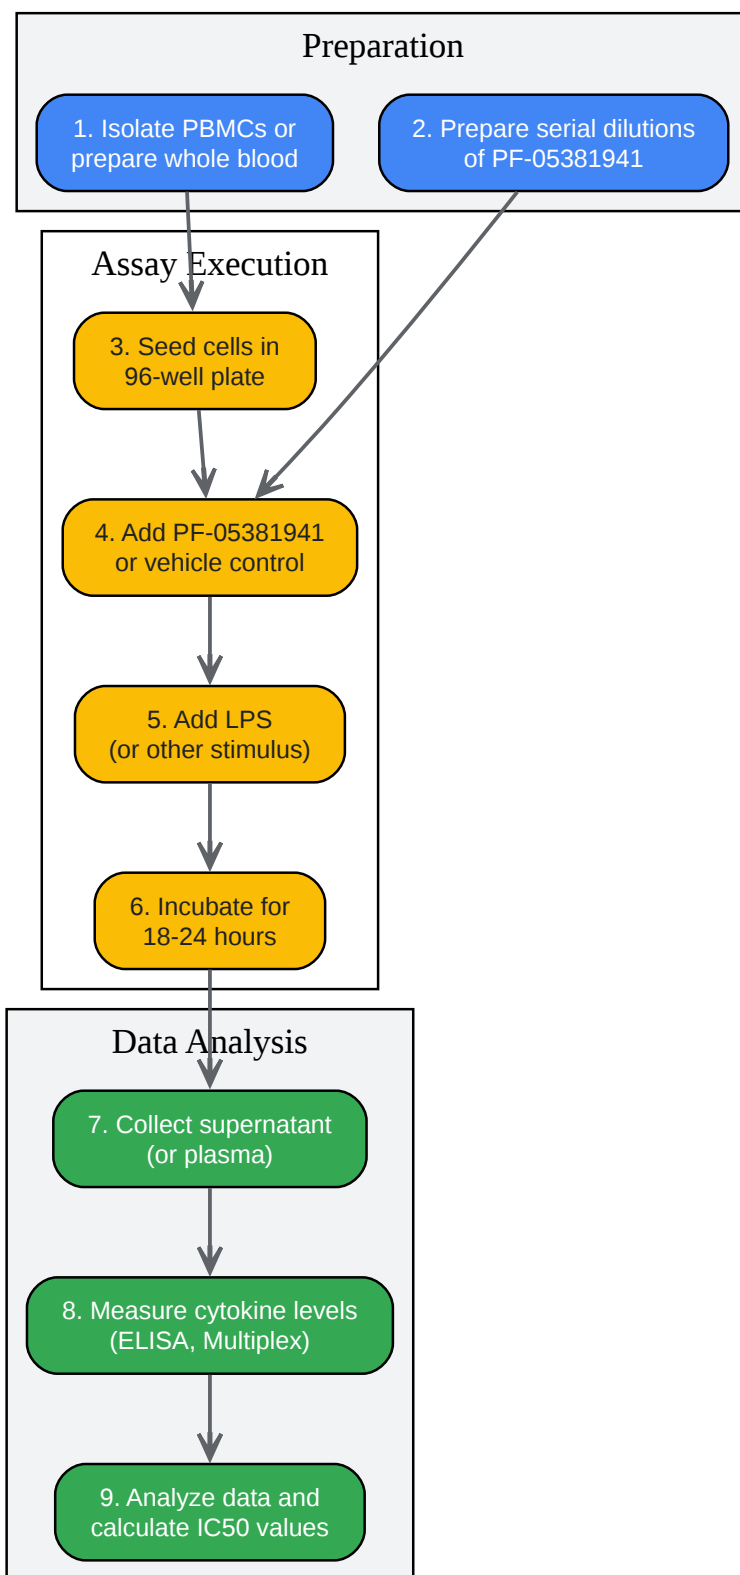 Preparation
1. Isolate PBMCs or
prepare whole blood
2. Prepare serial dilutions
of PF-05381941
Assay Execution
3. Seed cells in
96-well plate
4. Add PF-05381941
or vehicle control
5. Add LPS
(or other stimulus)
6. Incubate for
18-24 hours
Data Analysis
7. Collect supernatant
(or plasma)
8. Measure cytokine levels
(ELISA, Multiplex)
9. Analyze data and
calculate IC50 values